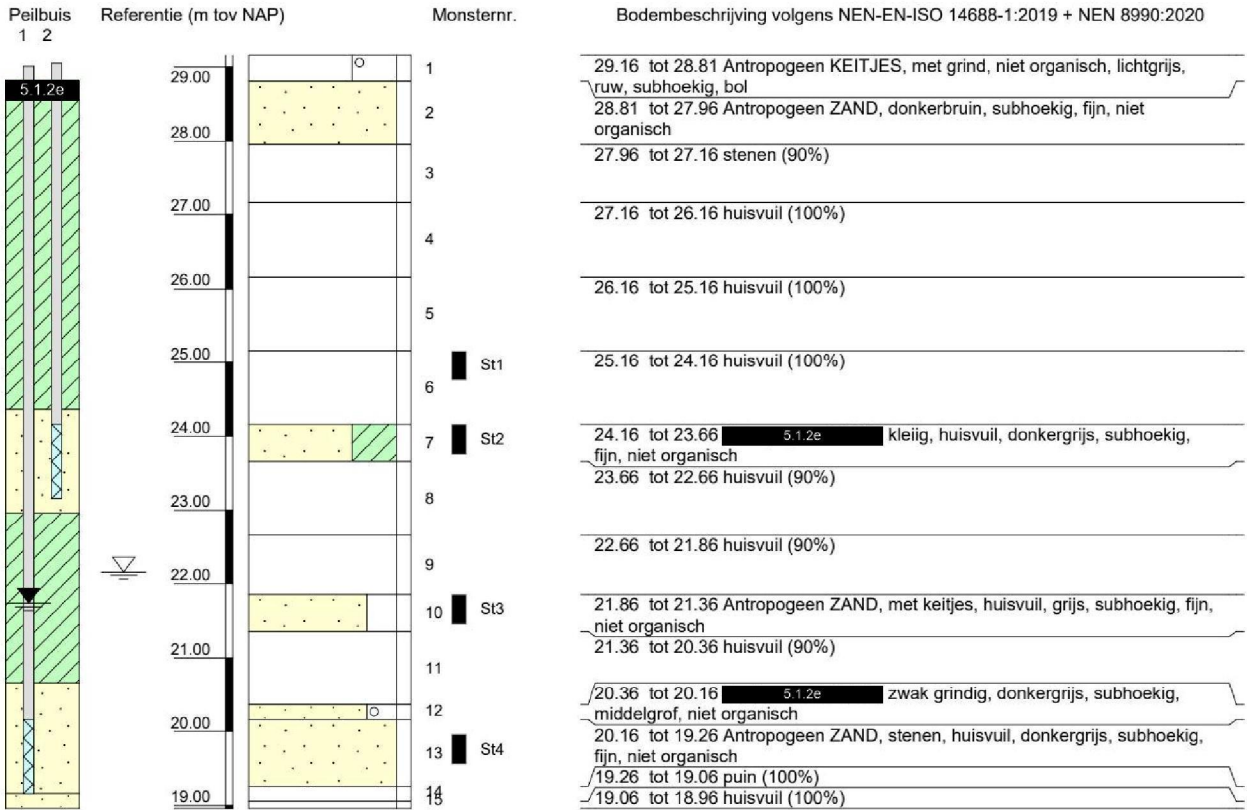 Peilbuis Referentie (m tov NAP) Monsternr. Bodembeschrijving volgens NEN-EN-ISO 14688-1:2019 + NEN 8990:2020
1 2
5.1.2e
29.00
28.00
27.00
26.00
25.00
24.00
23.00
22.00
21.00
20.00
19.00
1
2
3
4
5
6
7
8
9
10
11
12
13
14
15
St1
St2
St3
St4
29.16 tot 28.81 Antropogeen KEITJES, met grind, niet organisch, lichtgrijs,
ruw, subhoekig, bol
28.81 tot 27.96 Antropogeen ZAND, donkerbruin, subhoekig, fijn, niet
organisch
27.96 tot 27.16 stenen (90%)
27.16 tot 26.16 huisvuil (100%)
26.16 tot 25.16 huisvuil (100%)
25.16 tot 24.16 huisvuil (100%)
24.16 tot 23.66 5.1.2e kleiig, huisvuil, donkergrijs, subhoekig,
fijn, niet organisch
23.66 tot 22.66 huisvuil (90%)
22.66 tot 21.86 huisvuil (90%)
21.86 tot 21.36 Antropogeen ZAND, met keitjes, huisvuil, grijs, subhoekig, fijn,
niet organisch
21.36 tot 20.36 huisvuil (90%)
20.36 tot 20.16 5.1.2e zwak grindig, donkergrijs, subhoekig,
middelgrof, niet organisch
20.16 tot 19.26 Antropogeen ZAND, stenen, huisvuil, donkergrijs, subhoekig,
fijn, niet organisch
19.26 tot 19.06 puin (100%)
19.06 tot 18.96 huisvuil (100%)